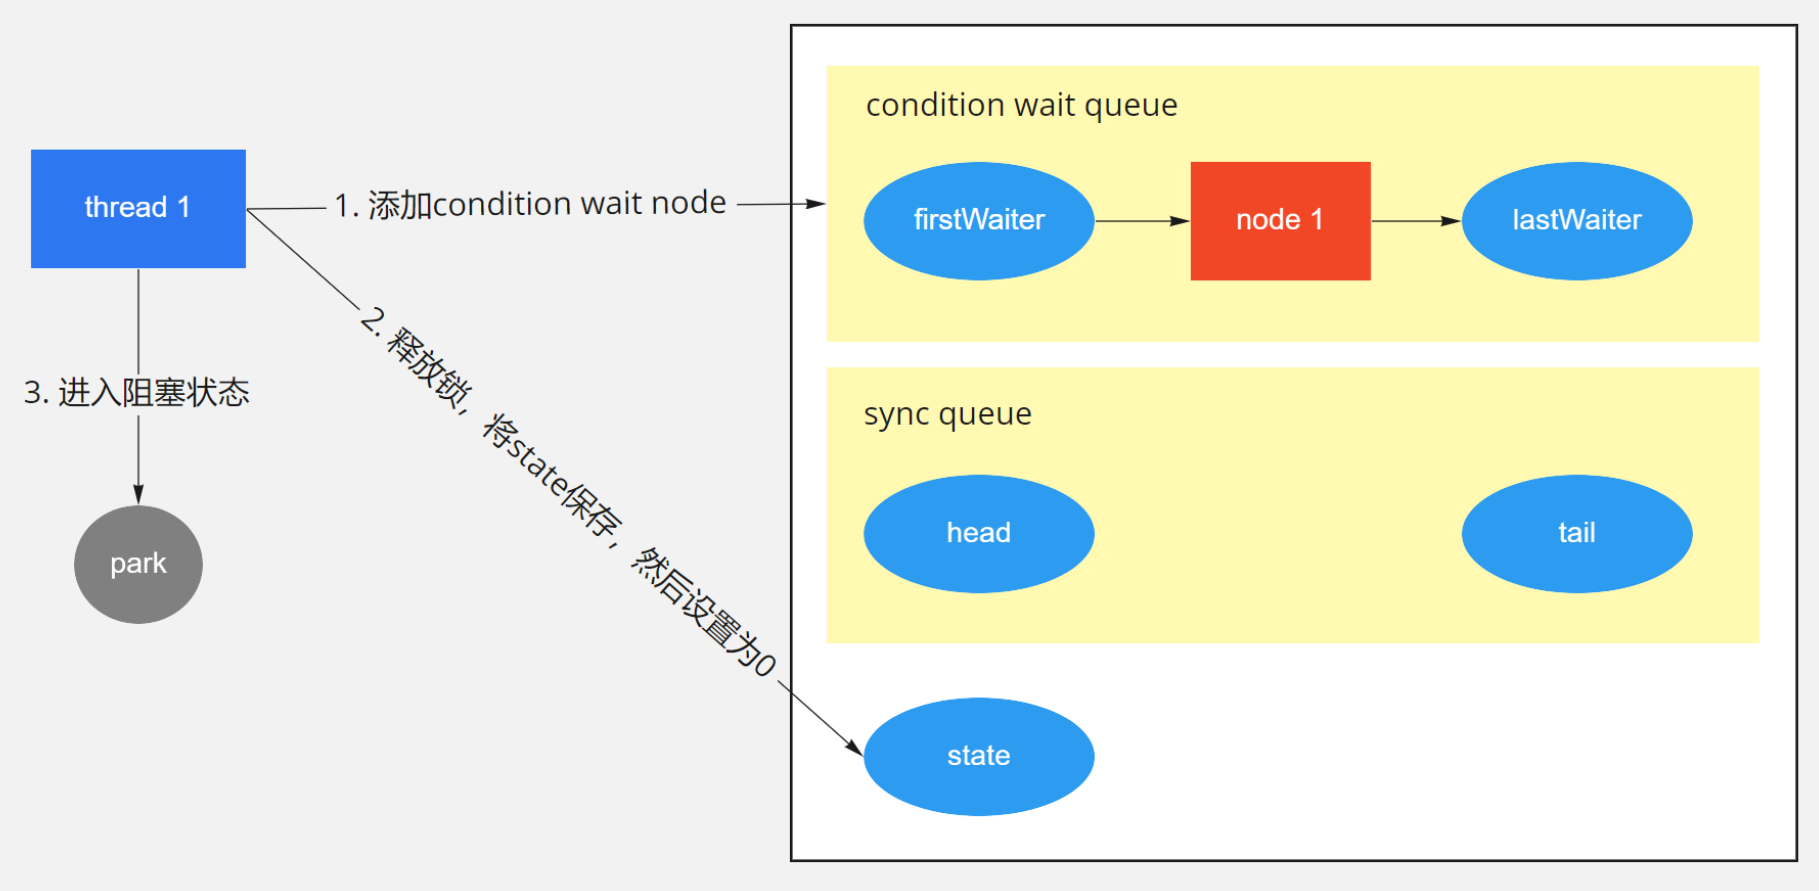 condition wait queue
thread 1
1. 添加condition wait node
firstWaiter
node 1
lastWaiter
2. 释放锁，将state保存，然后设置为0
3. 进入阻塞状态
sync queue
park
head
tail
state